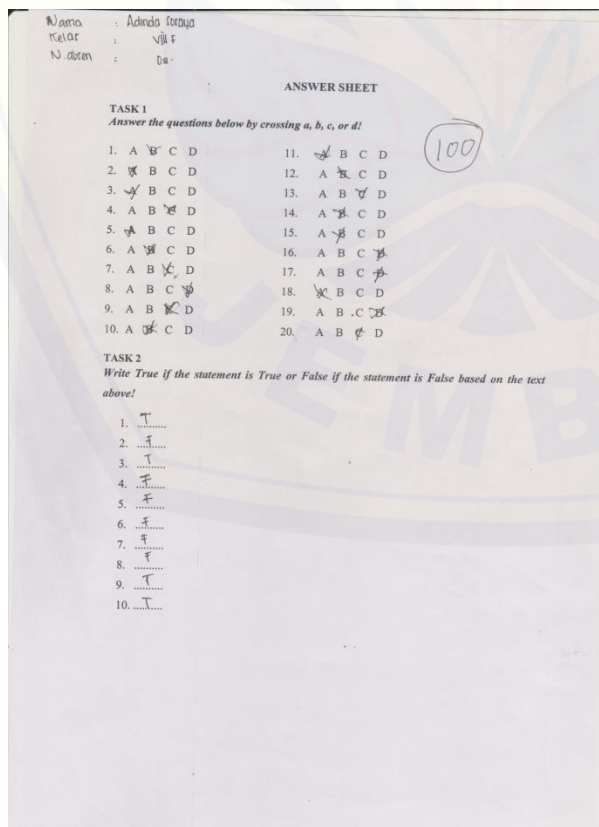 Nama : Adinda Soraya
Kelas : VIII F
N. absen : 02.
ANSWER SHEET
TASK 1
Answer the questions below by crossing a, b, c, or d!
100
1. A B C D
2. A B C D
3. A B C D
4. A B C D
5. A B C D
6. A B C D
7. A B C D
8. A B C D
9. A B C D
10. A B C D
11. A B C D
12. A B C D
13. A B C D
14. A B C D
15. A B C D
16. A B C D
17. A B C D
18. A B C D
19. A B .C D
20. A B C D
TASK 2
Write True if the statement is True or False if the statement is False based on the text
above!
1. T
2. F
3. T
4. F
5. F
6. F
7. F
8. F
9. T
10. T
JEMB